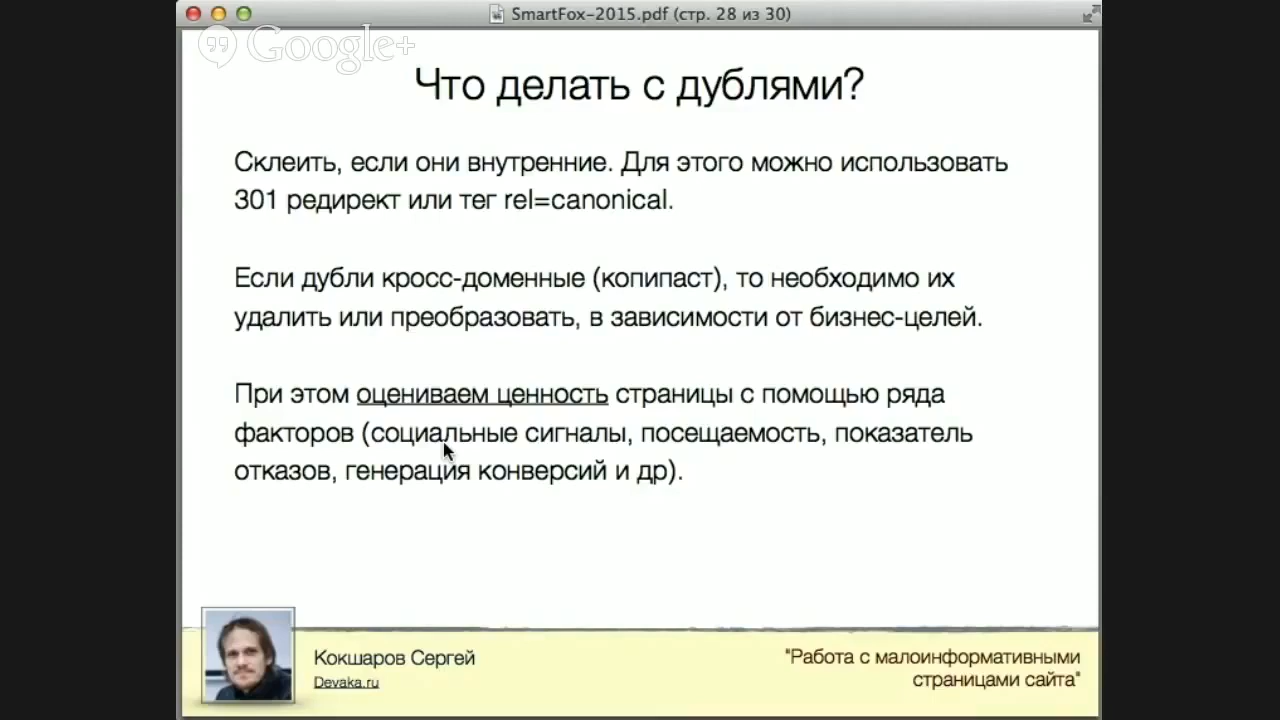 SmartFox-2015.pdf (стр. 28 из 30)
Google+
Что делать с дублями?
Склеить, если они внутренние. Для этого можно использовать
301 редирект или тег rel=canonical.
Если дубли кросс-доменные (копипаст), то необходимо их
удалить или преобразовать, в зависимости от бизнес-целей.
При этом оцениваем ценность страницы с помощью ряда
факторов (социальные сигналы, посещаемость, показатель
отказов, генерация конверсий и др).
Кокшаров Сергей
Devaka.ru
"Работа с малоинформативными
страницами сайта"